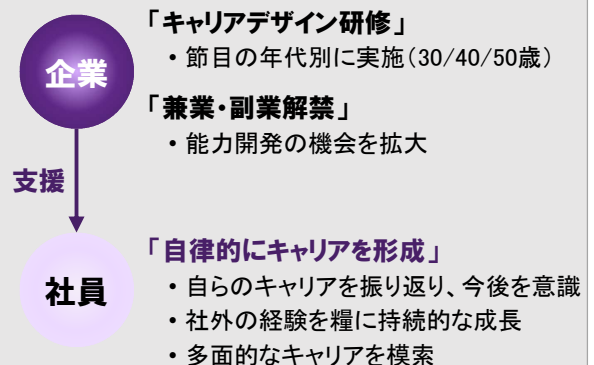 「キャリアデザイン研修」
・節目の年代別に実施（30/40/50歳）
企業
「兼業・副業解禁」
・能力開発の機会を拡大
支援
「自律的にキャリアを形成」
・自らのキャリアを振り返り、今後を意識
社員
・社外の経験を糧に持続的な成長
・多面的なキャリアを模索